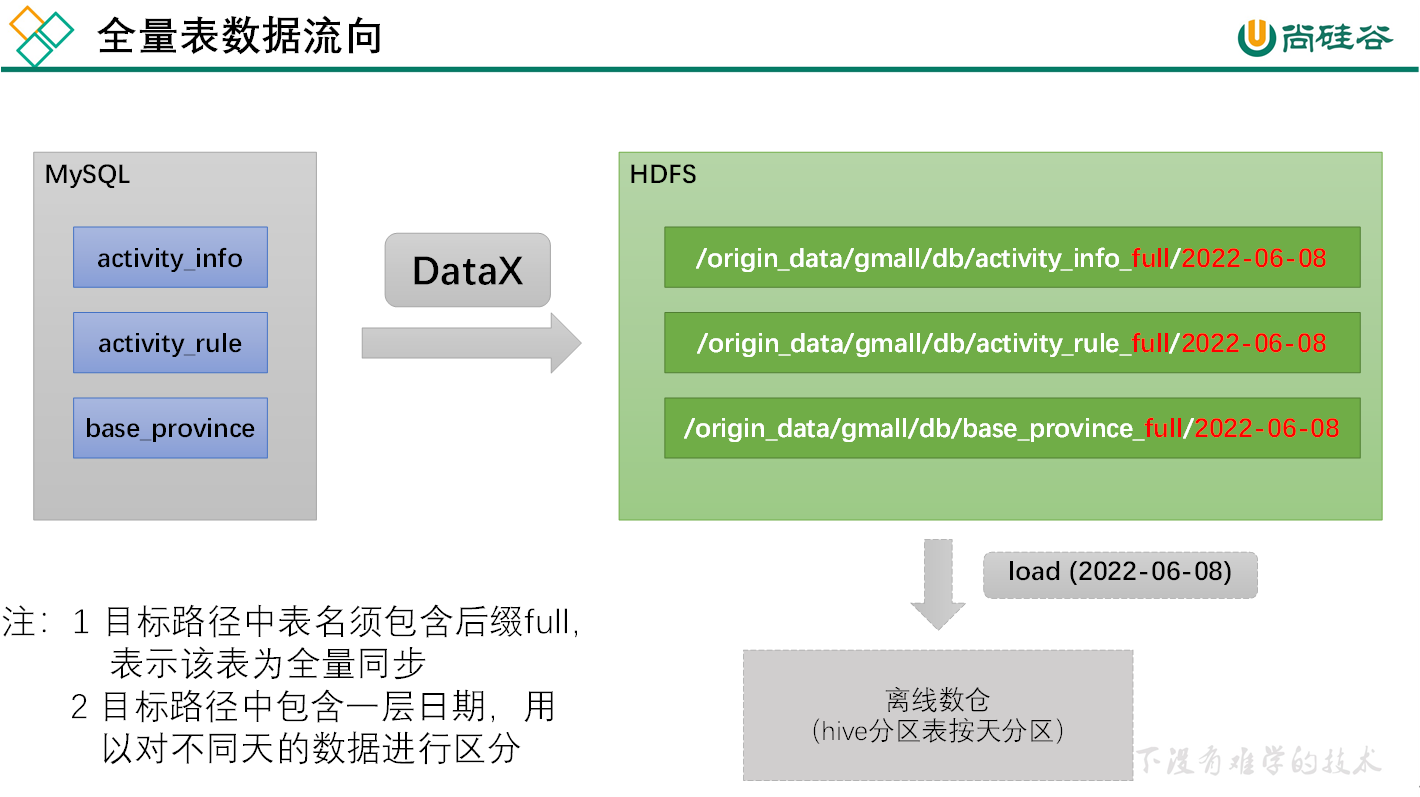 全量表数据流向
尚硅谷
MySQL
activity_info
activity_rule
base_province
DataX
HDFS
/origin_data/gmall/db/activity_info_full/2022-06-08
/origin_data/gmall/db/activity_rule_full/2022-06-08
/origin_data/gmall/db/base_province_full/2022-06-08
load (2022-06-08)
离线数仓
(hive分区表按天分区)
注：1 目标路径中表名须包含后缀full，
表示该表为全量同步
2 目标路径中包含一层日期，用
以对不同天的数据进行区分
下没有难学的技术